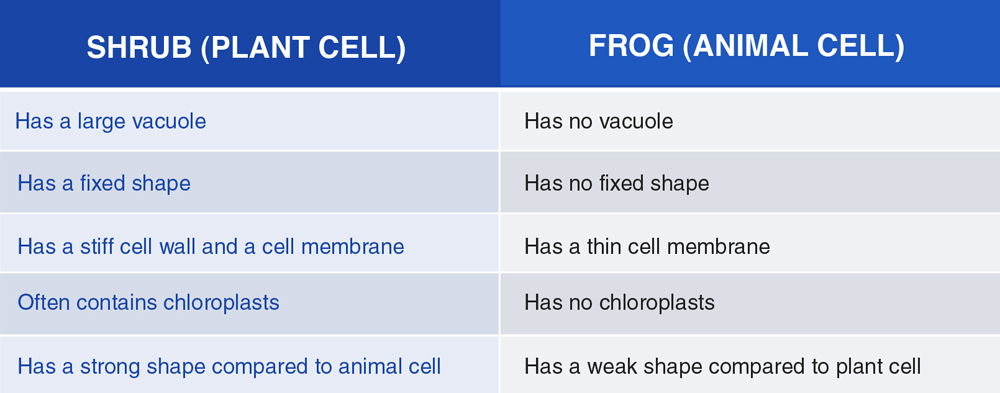 SHRUB (PLANT CELL) FROG (ANIMAL CELL)
Has a large vacuole Has no vacuole
Has a fixed shape Has no fixed shape
Has a stiff cell wall and a cell membrane Has a thin cell membrane
Often contains chloroplasts Has no chloroplasts
Has a strong shape compared to animal cell Has a weak shape compared to plant cell